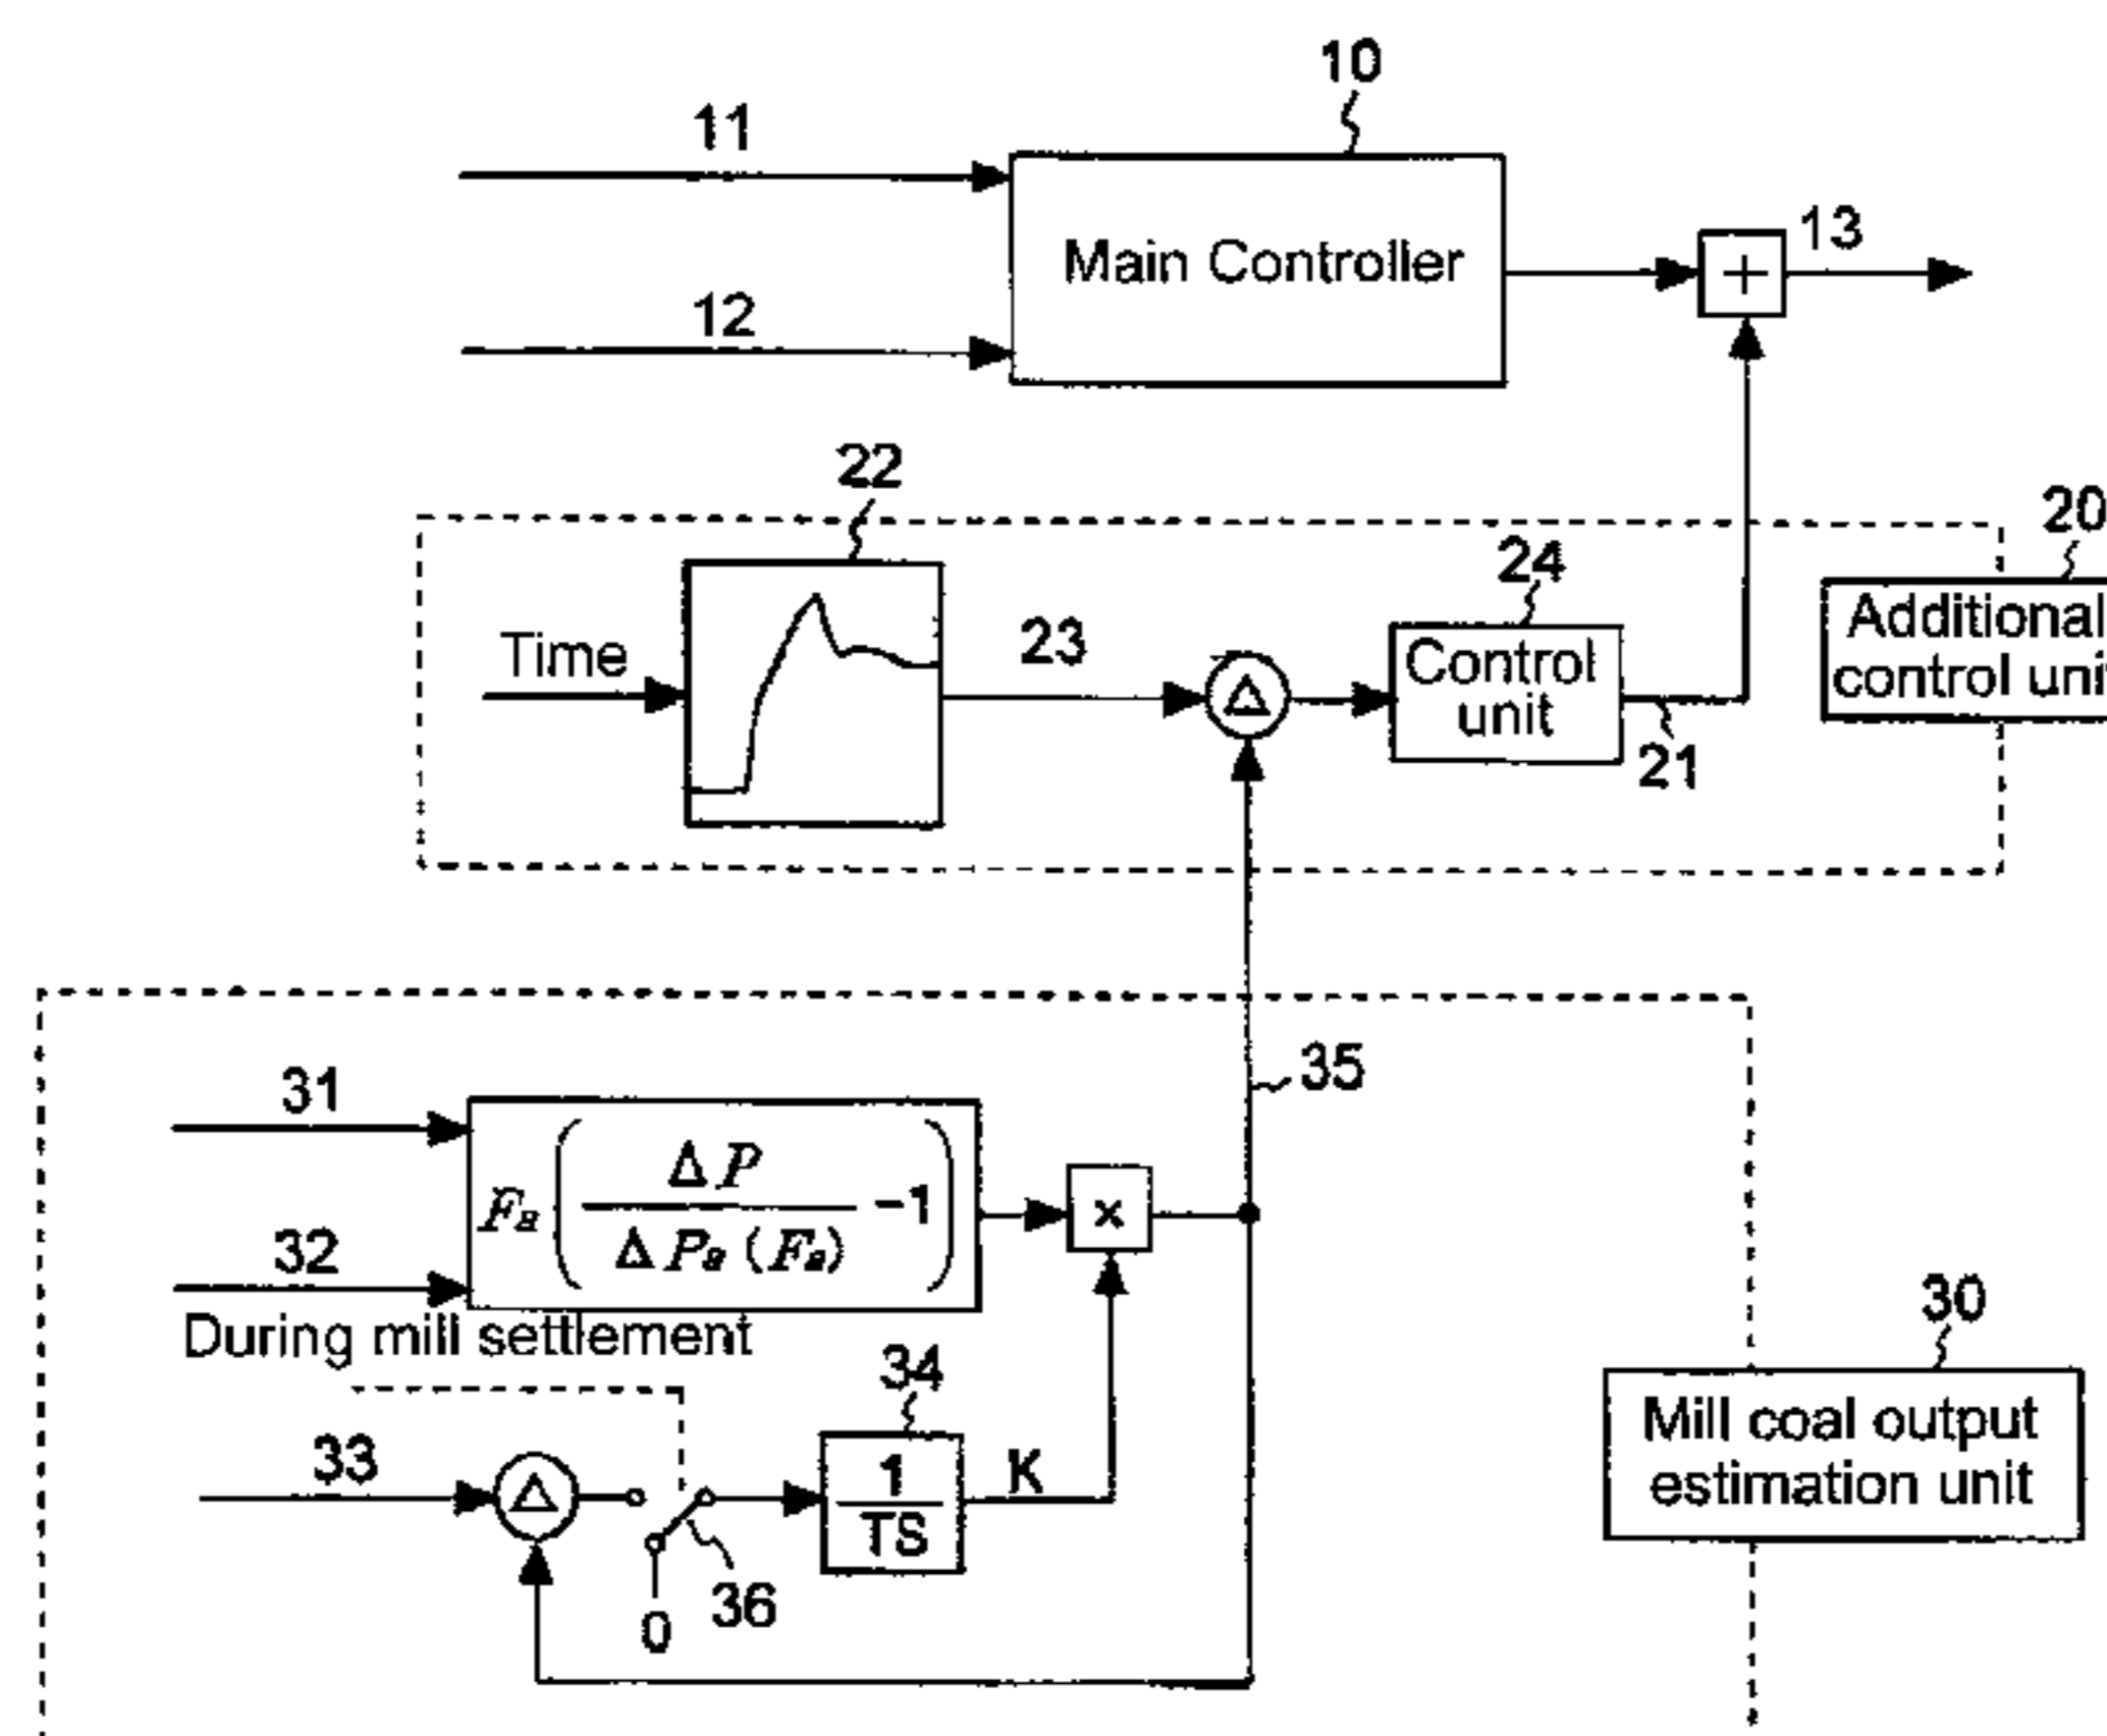 10
11
Main Controller
12
+
13
22
20
24
Time
23
Δ
Control
unit
21
Additional
control uni
35
31
Fa ( ΔP / ΔPa (Fa) −1 )
×
32
During mill settlement
30
34
Mill coal output
estimation unit
33
Δ
1
TS
K
36
0